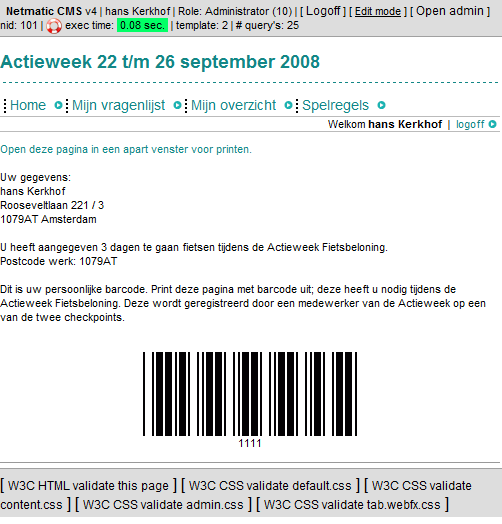 Netmatic CMS v4 | hans Kerkhof | Role: Administrator (10) | [ Logoff ] [ Edit mode ] [ Open admin ]
nid: 101 | exec time: 0.08 sec. | template: 2 | # query's: 25
Actieweek 22 t/m 26 september 2008
Home Mijn vragenlijst Mijn overzicht Spelregels
Welkom hans Kerkhof | logoff
Open deze pagina in een apart venster voor printen.
Uw gegevens:
hans Kerkhof
Rooseveltlaan 221 / 3
1079AT Amsterdam
U heeft aangegeven 3 dagen te gaan fietsen tijdens de Actieweek Fietsbeloning.
Postcode werk: 1079AT
Dit is uw persoonlijke barcode. Print deze pagina met barcode uit; deze heeft u nodig tijdens de
Actieweek Fietsbeloning. Deze wordt geregistreerd door een medewerker van de Actieweek op een
van de twee checkpoints.
1111
[ W3C HTML validate this page ] [ W3C CSS validate default.css ] [ W3C CSS validate
content.css ] [ W3C CSS validate admin.css ] [ W3C CSS validate tab.webfx.css ]